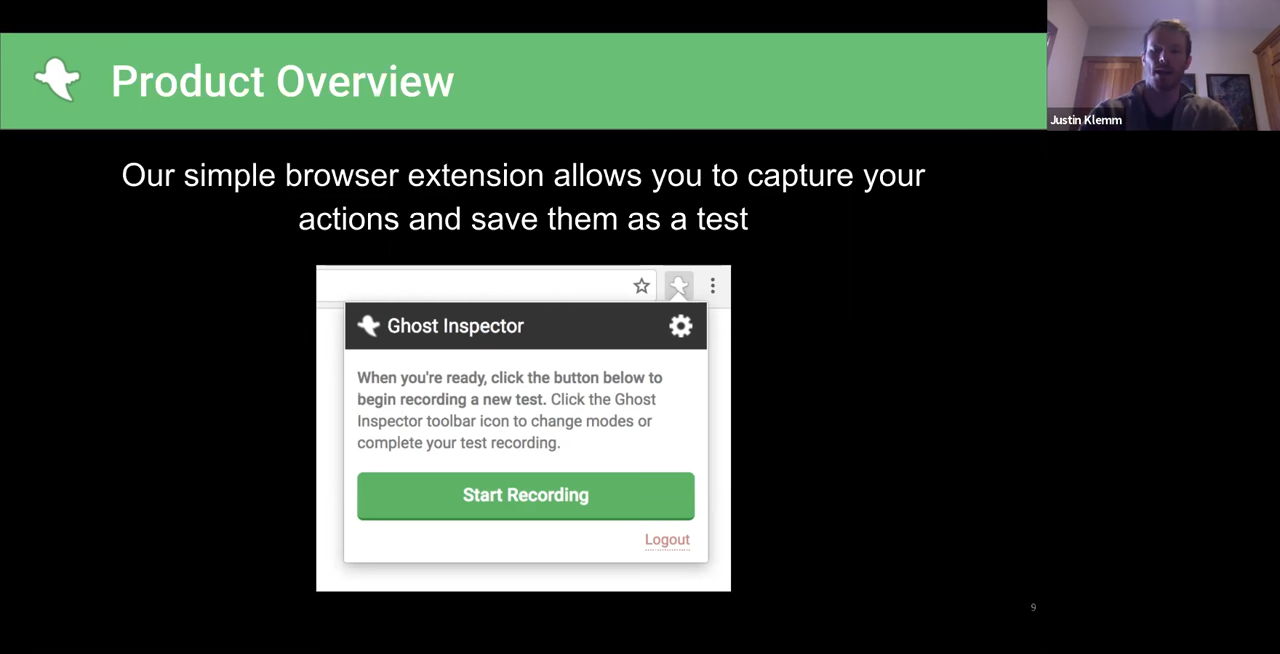 Product Overview
Justin Klemm
Our simple browser extension allows you to capture your
actions and save them as a test
Ghost Inspector
When you're ready, click the button below to
begin recording a new test. Click the Ghost
Inspector toolbar icon to change modes or
complete your test recording.
Start Recording
Logout
9